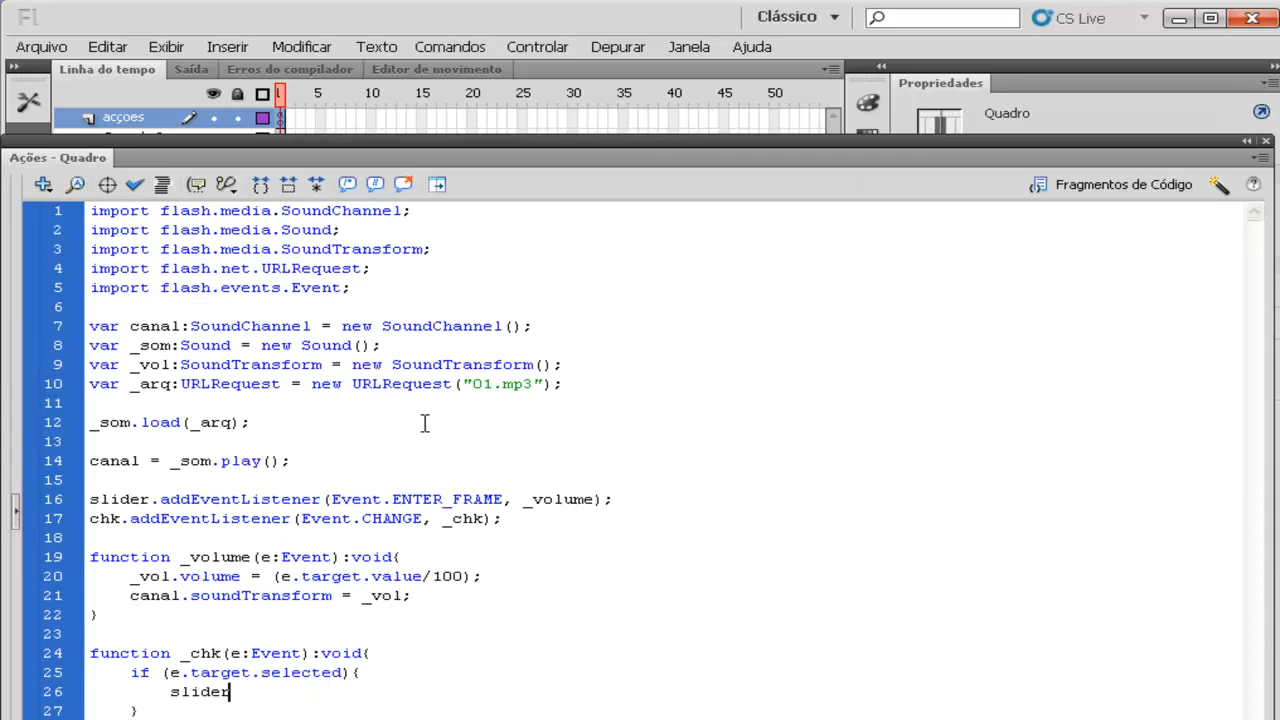 Fl
Clássico
CS Live
Arquivo Editar Exibir Inserir Modificar Texto Comandos Controlar Depurar Janela Ajuda
Linha do tempo Saída Erros do compilador Editor de movimento
Propriedades
1 5 10 15 20 25 30 35 40 45 50
acçoes
Quadro
Ações - Quadro
Fragmentos de Código
1 import flash.media.SoundChannel;
2 import flash.media.Sound;
3 import flash.media.SoundTransform;
4 import flash.net.URLRequest;
5 import flash.events.Event;
6
7 var canal:SoundChannel = new SoundChannel();
8 var _som:Sound = new Sound();
9 var _vol:SoundTransform = new SoundTransform();
10 var _arq:URLRequest = new URLRequest("01.mp3");
11
12 _som.load(_arq);
13
14 canal = _som.play();
15
16 slider.addEventListener(Event.ENTER_FRAME, _volume);
17 chk.addEventListener(Event.CHANGE, _chk);
18
19 function _volume(e:Event):void{
20 _vol.volume = (e.target.value/100);
21 canal.soundTransform = _vol;
22 }
23
24 function _chk(e:Event):void{
25 if (e.target.selected){
26 slider
27 }